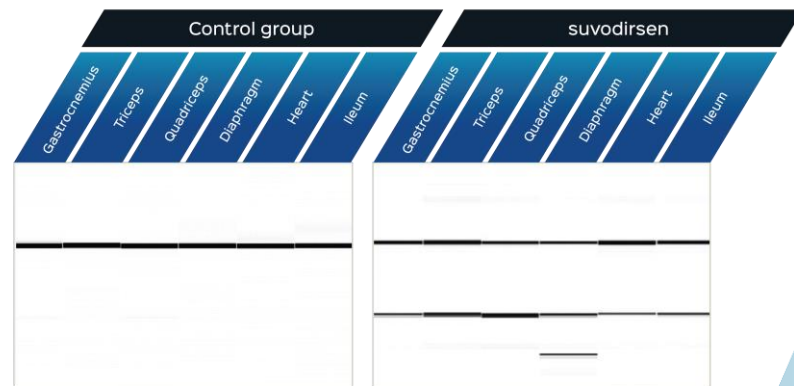 Control group
suvodirsen
Gastrocnemius
Triceps
Quadriceps
Diaphragm
Heart
Ileum
Gastrocnemius
Triceps
Quadriceps
Diaphragm
Heart
Ileum